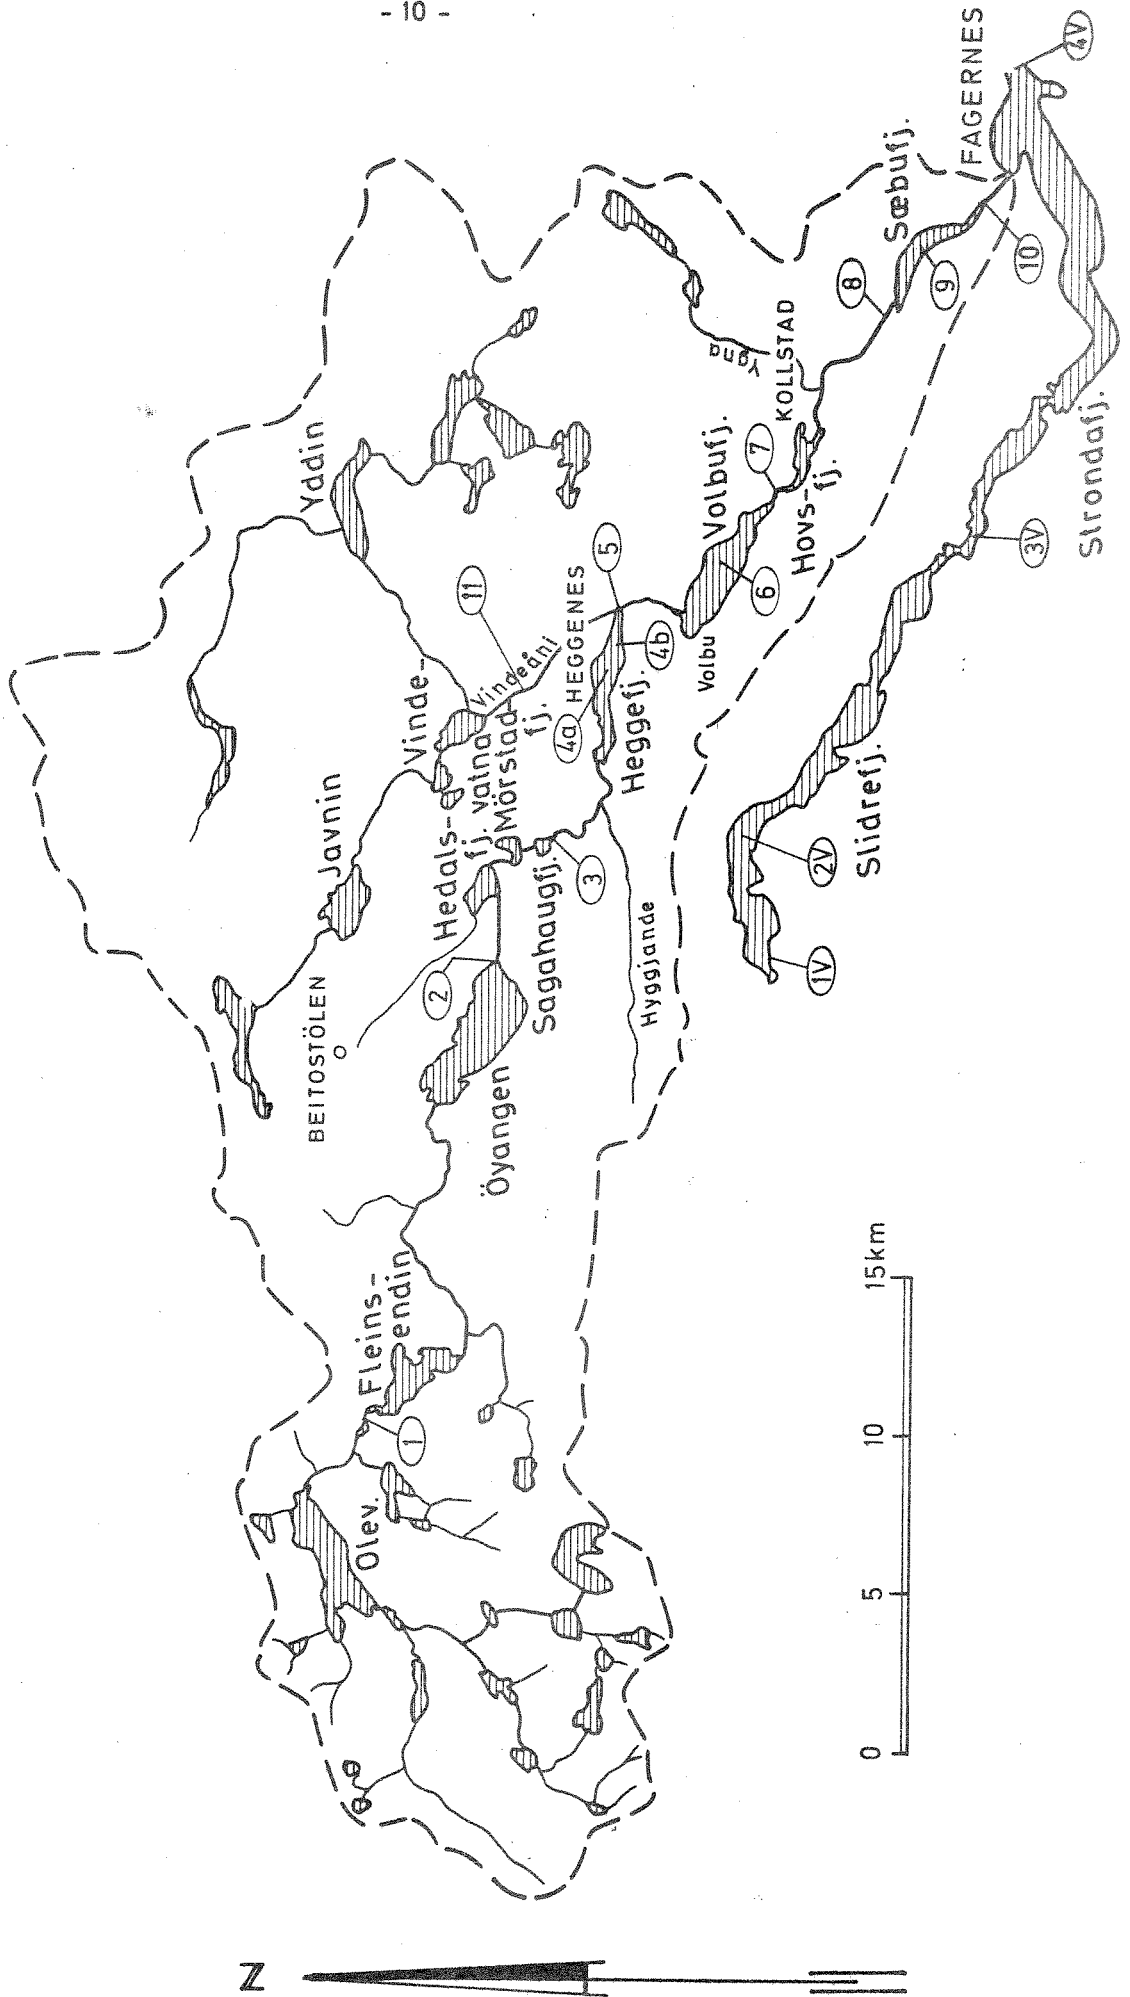 - 10 -
N
Olev.
Fleins-
endin
1
BEITOSTÖLEN
Öyangen
2
Javnin
Hedals-
fj.
Vinde-
vatna
Mörstad-
fj.
Sagahaugfj.
3
Hyggjande
Yddin
Vindeåni
11
HEGGENES
4a
4b
5
Heggefj.
Volbu
Volbufj.
6
7
Hovs-
fj.
KOLLSTAD
Ygna
8
Sæbufj.
9
10
FAGERNES
4V
Strondafj.
3V
Slidrefj.
2V
1V
0 5 10 15km